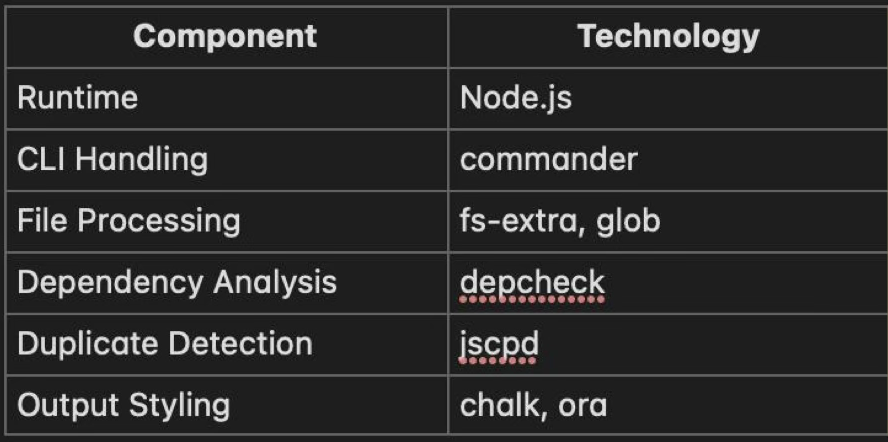 Component Technology
Runtime Node.js
CLI Handling commander
File Processing fs-extra, glob
Dependency Analysis depcheck
Duplicate Detection jscpd
Output Styling chalk, ora